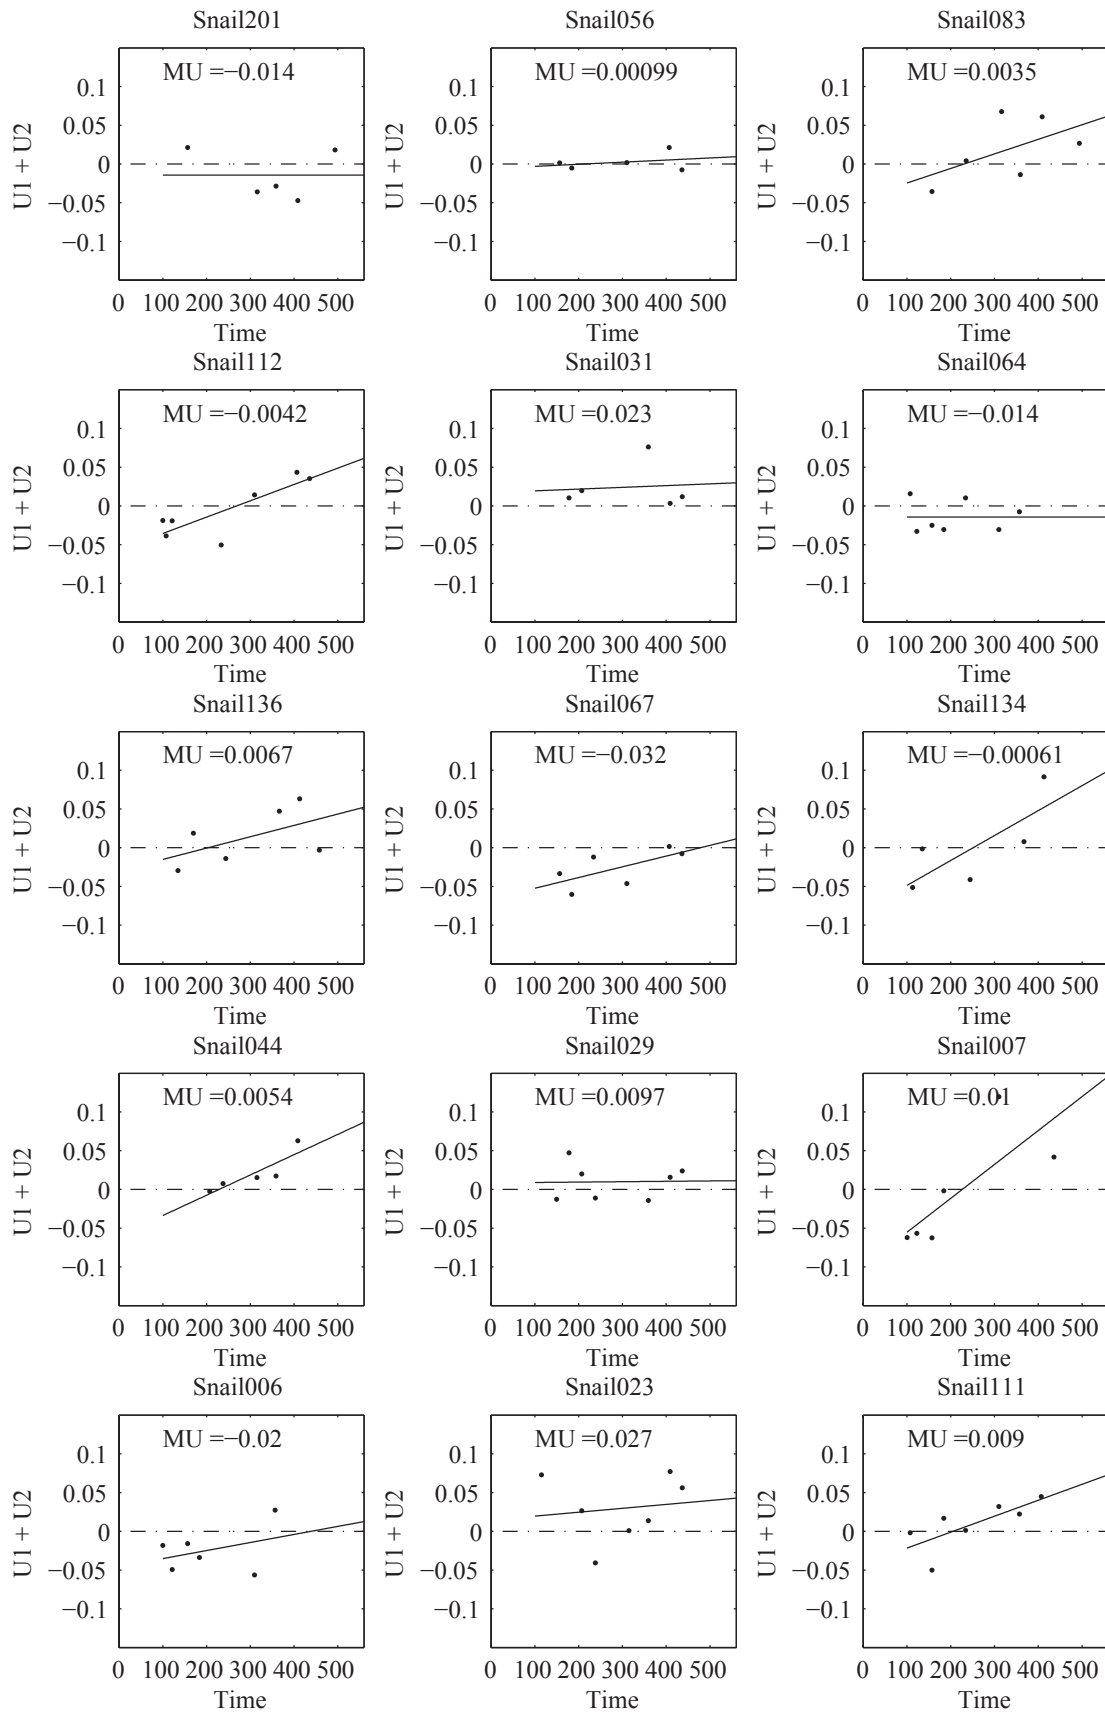 Snail201 Snail056 Snail083
MU =−0.014 MU =0.00099 MU =0.0035
0.1 0.1 0.1
0.05 0.05 0.05
0 0 0
−0.05 −0.05 −0.05
−0.1 −0.1 −0.1
U1 + U2 U1 + U2 U1 + U2
0 100 200 300 400 500 0 100 200 300 400 500 0 100 200 300 400 500
Time Time Time
Snail112 Snail031 Snail064
MU =−0.0042 MU =0.023 MU =−0.014
0.1 0.1 0.1
0.05 0.05 0.05
0 0 0
−0.05 −0.05 −0.05
−0.1 −0.1 −0.1
U1 + U2 U1 + U2 U1 + U2
0 100 200 300 400 500 0 100 200 300 400 500 0 100 200 300 400 500
Time Time Time
Snail136 Snail067 Snail134
MU =0.0067 MU =−0.032 MU =−0.00061
0.1 0.1 0.1
0.05 0.05 0.05
0 0 0
−0.05 −0.05 −0.05
−0.1 −0.1 −0.1
U1 + U2 U1 + U2 U1 + U2
0 100 200 300 400 500 0 100 200 300 400 500 0 100 200 300 400 500
Time Time Time
Snail044 Snail029 Snail007
MU =0.0054 MU =0.0097 MU =0.01
0.1 0.1 0.1
0.05 0.05 0.05
0 0 0
−0.05 −0.05 −0.05
−0.1 −0.1 −0.1
U1 + U2 U1 + U2 U1 + U2
0 100 200 300 400 500 0 100 200 300 400 500 0 100 200 300 400 500
Time Time Time
Snail006 Snail023 Snail111
MU =−0.02 MU =0.027 MU =0.009
0.1 0.1 0.1
0.05 0.05 0.05
0 0 0
−0.05 −0.05 −0.05
−0.1 −0.1 −0.1
U1 + U2 U1 + U2 U1 + U2
0 100 200 300 400 500 0 100 200 300 400 500 0 100 200 300 400 500
Time Time Time